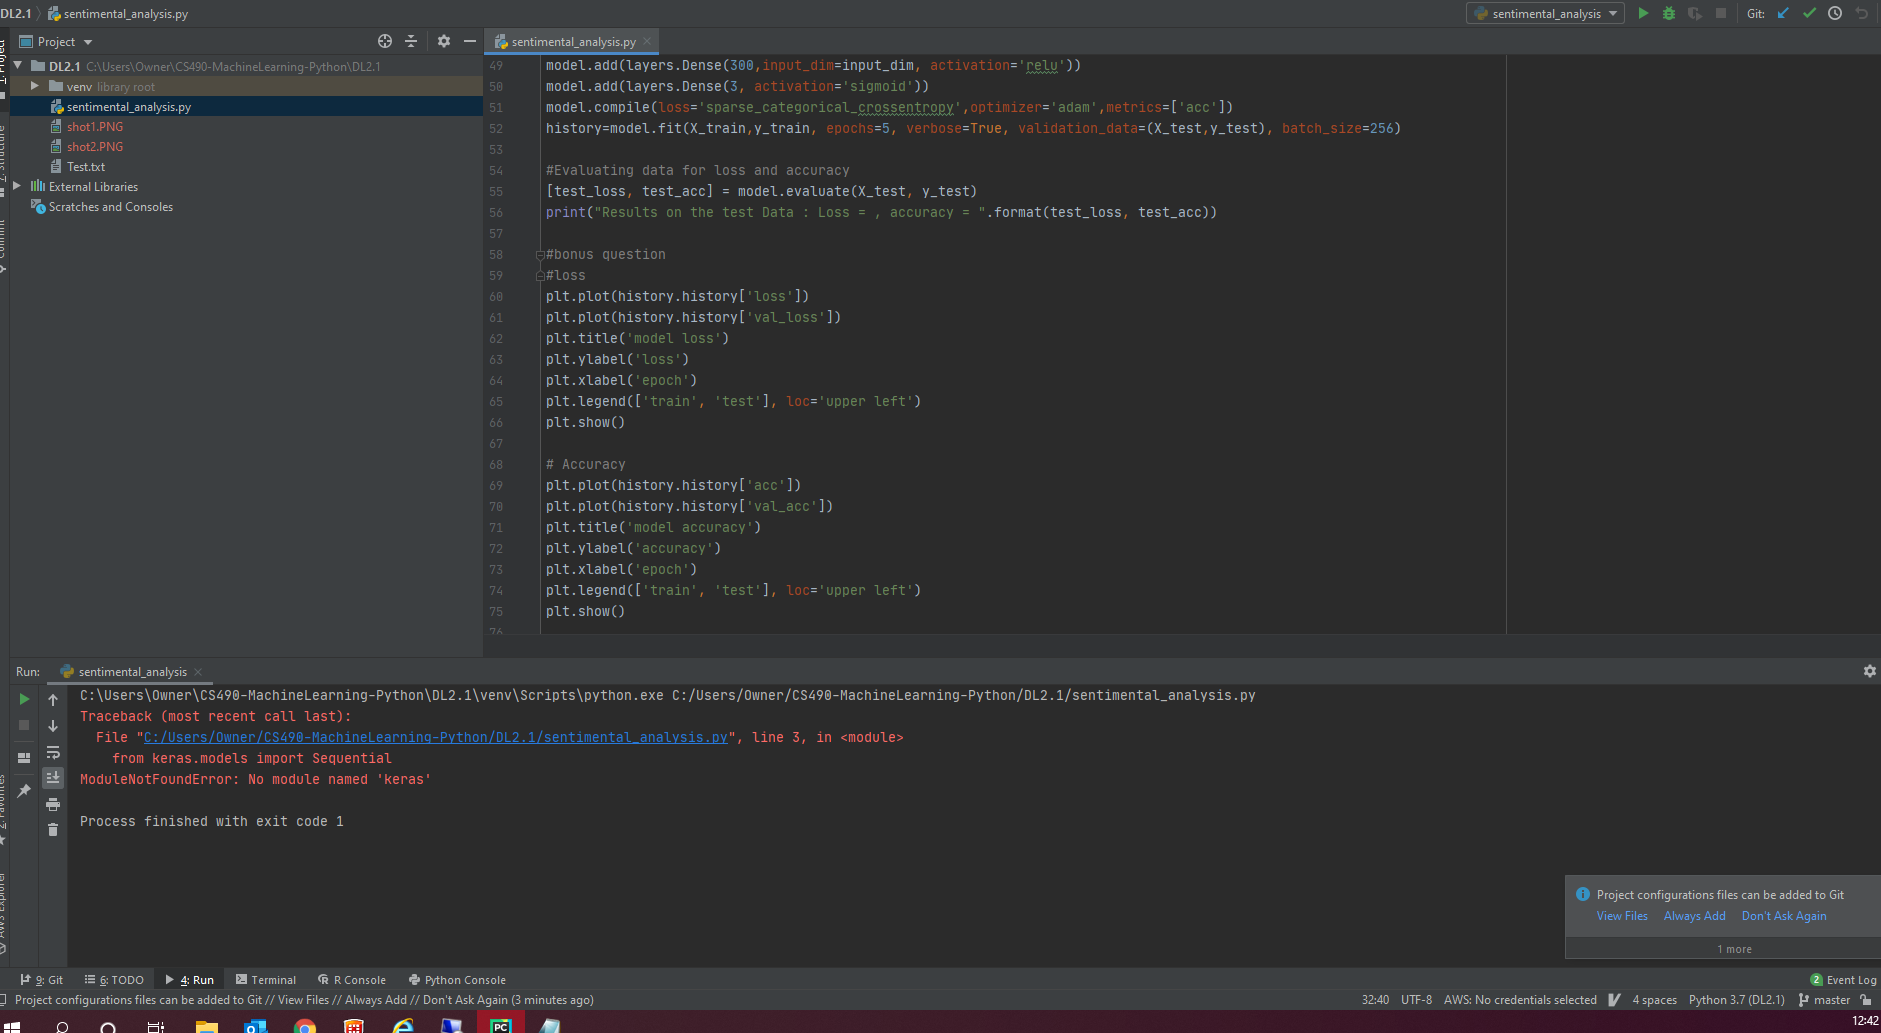 DL2.1 sentimental_analysis.py
sentimental_analysis
Git:
Project
sentimental_analysis.py
DL2.1 C:\Users\Owner\CS490-MachineLearning-Python\DL2.1
venv library root
sentimental_analysis.py
shot1.PNG
shot2.PNG
Test.txt
External Libraries
Scratches and Consoles
49 model.add(layers.Dense(300,input_dim=input_dim, activation='relu'))
50 model.add(layers.Dense(3, activation='sigmoid'))
51 model.compile(loss='sparse_categorical_crossentropy',optimizer='adam',metrics=['acc'])
52 history=model.fit(X_train,y_train, epochs=5, verbose=True, validation_data=(X_test,y_test), batch_size=256)
53
54 #Evaluating data for loss and accuracy
55 [test_loss, test_acc] = model.evaluate(X_test, y_test)
56 print("Results on the test Data : Loss = , accuracy = ".format(test_loss, test_acc))
57
58 #bonus question
59 #loss
60 plt.plot(history.history['loss'])
61 plt.plot(history.history['val_loss'])
62 plt.title('model loss')
63 plt.ylabel('loss')
64 plt.xlabel('epoch')
65 plt.legend(['train', 'test'], loc='upper left')
66 plt.show()
67
68 # Accuracy
69 plt.plot(history.history['acc'])
70 plt.plot(history.history['val_acc'])
71 plt.title('model accuracy')
72 plt.ylabel('accuracy')
73 plt.xlabel('epoch')
74 plt.legend(['train', 'test'], loc='upper left')
75 plt.show()
76
Run: sentimental_analysis
C:\Users\Owner\CS490-MachineLearning-Python\DL2.1\venv\Scripts\python.exe C:/Users/Owner/CS490-MachineLearning-Python/DL2.1/sentimental_analysis.py
Traceback (most recent call last):
File "C:/Users/Owner/CS490-MachineLearning-Python/DL2.1/sentimental_analysis.py", line 3, in <module>
from keras.models import Sequential
ModuleNotFoundError: No module named 'keras'
Process finished with exit code 1
Project configurations files can be added to Git
View Files Always Add Don't Ask Again
1 more
9: Git 6: TODO 4: Run Terminal R Console Python Console 2 Event Log
Project configurations files can be added to Git // View Files // Always Add // Don't Ask Again (3 minutes ago) 32:40 UTF-8 AWS: No credentials selected 4 spaces Python 3.7 (DL2.1) master
PC
12:42